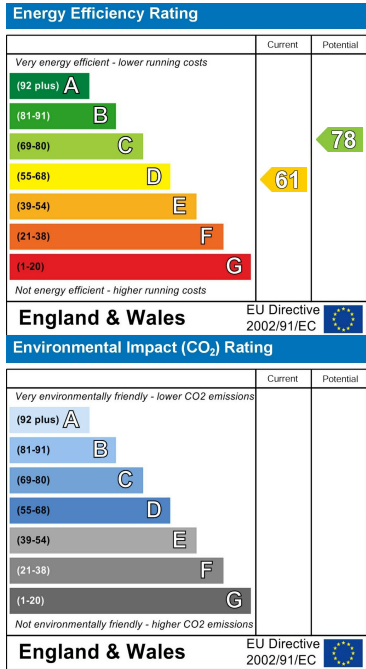 Energy Efficiency Rating
Current Potential
Very energy efficient - lower running costs
(92 plus) A
(81-91) B
(69-80) C
78
(55-68) D
61
(39-54) E
(21-38) F
(1-20) G
Not energy efficient - higher running costs
England & Wales
EU Directive
2002/91/EC
Environmental Impact (CO₂) Rating
Current Potential
Very environmentally friendly - lower CO2 emissions
(92 plus) A
(81-91) B
(69-80) C
(55-68) D
(39-54) E
(21-38) F
(1-20) G
Not environmentally friendly - higher CO2 emissions
England & Wales
EU Directive
2002/91/EC